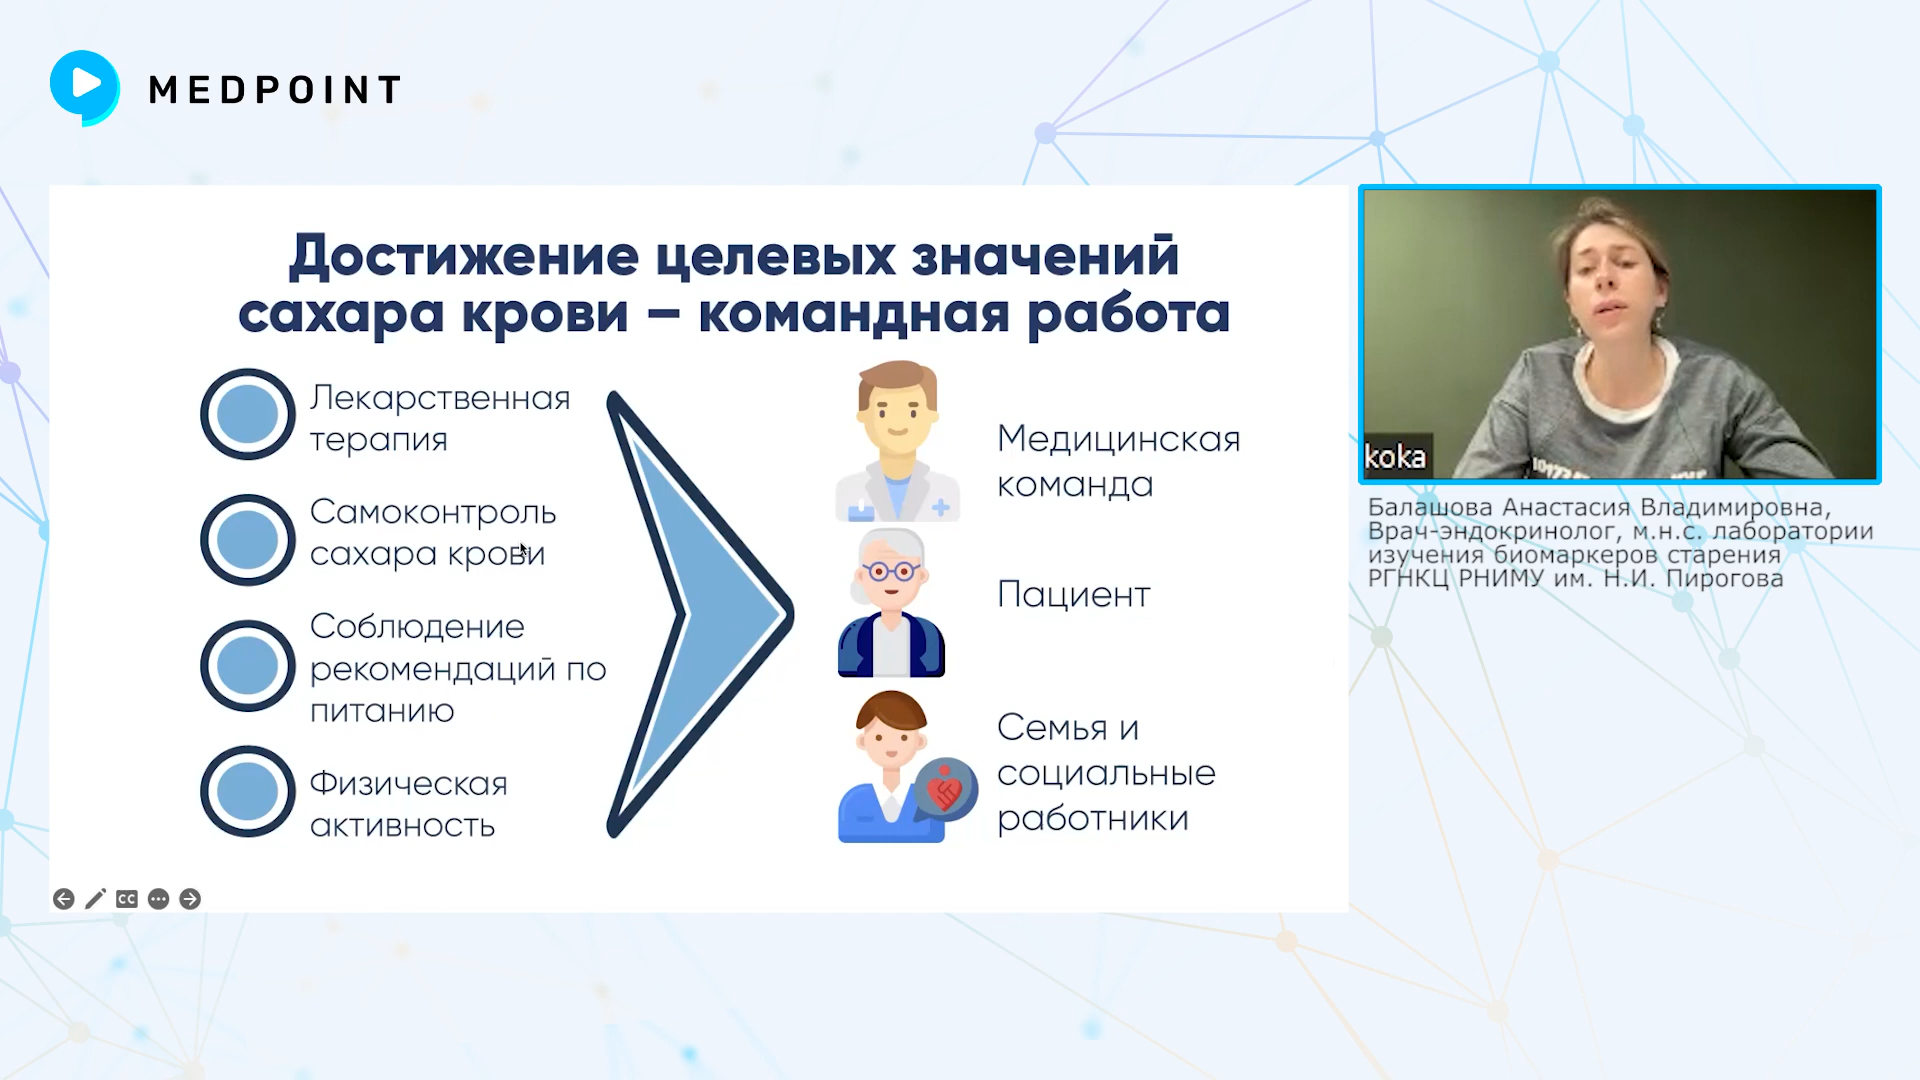 MEDPOINT
Достижение целевых значений
сахара крови – командная работа
Лекарственная
терапия
Самоконтроль
сахара крови
Соблюдение
рекомендаций по
питанию
Физическая
активность
Медицинская
команда
Пациент
Семья и
социальные
работники
CC
koka
Балашова Анастасия Владимировна,
Врач-эндокринолог, м.н.с. лаборатории
изучения биомаркеров старения
РГНКЦ РНИМУ им. Н.И. Пирогова